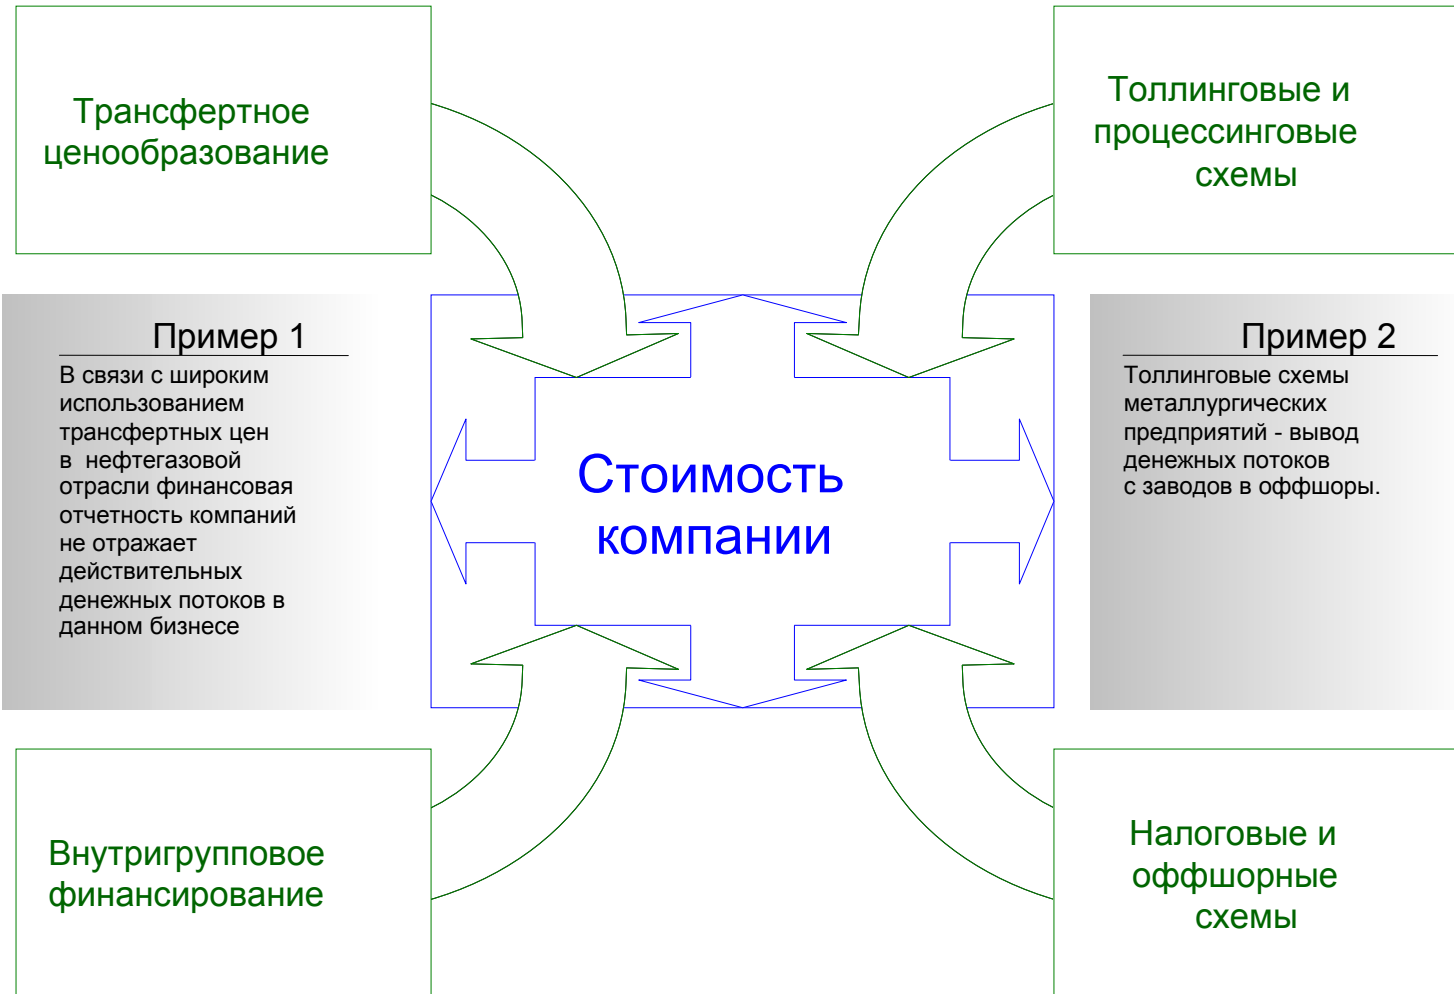 Трансфертное
ценообразование
Толлинговые и
процессинговые
схемы
Пример 1
В связи с широким
использованием
трансфертных цен
в нефтегазовой
отрасли финансовая
отчетность компаний
не отражает
действительных
денежных потоков в
данном бизнесе
Стоимость
компании
Пример 2
Толлинговые схемы
металлургических
предприятий - вывод
денежных потоков
с заводов в оффшоры.
Внутригрупповое
финансирование
Налоговые и
оффшорные
схемы